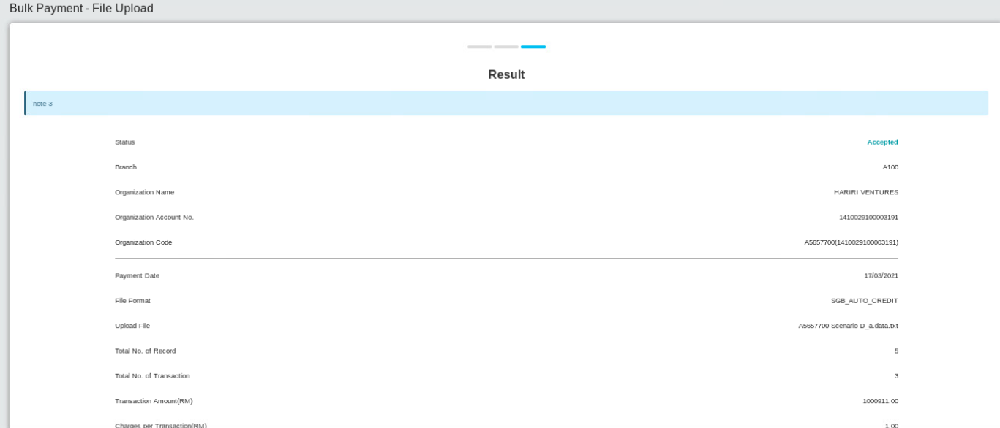 Bulk Payment - File Upload
Result
note 3
Status Accepted
Branch A100
Organization Name HARIRI VENTURES
Organization Account No. 1410029100003191
Organization Code A5657700(1410029100003191)
Payment Date 17/03/2021
File Format SGB_AUTO_CREDIT
Upload File A5657700 Scenario D_a.data.txt
Total No. of Record 5
Total No. of Transaction 3
Transaction Amount(RM) 1000911.00
Charges per Transaction(RM) 1.00